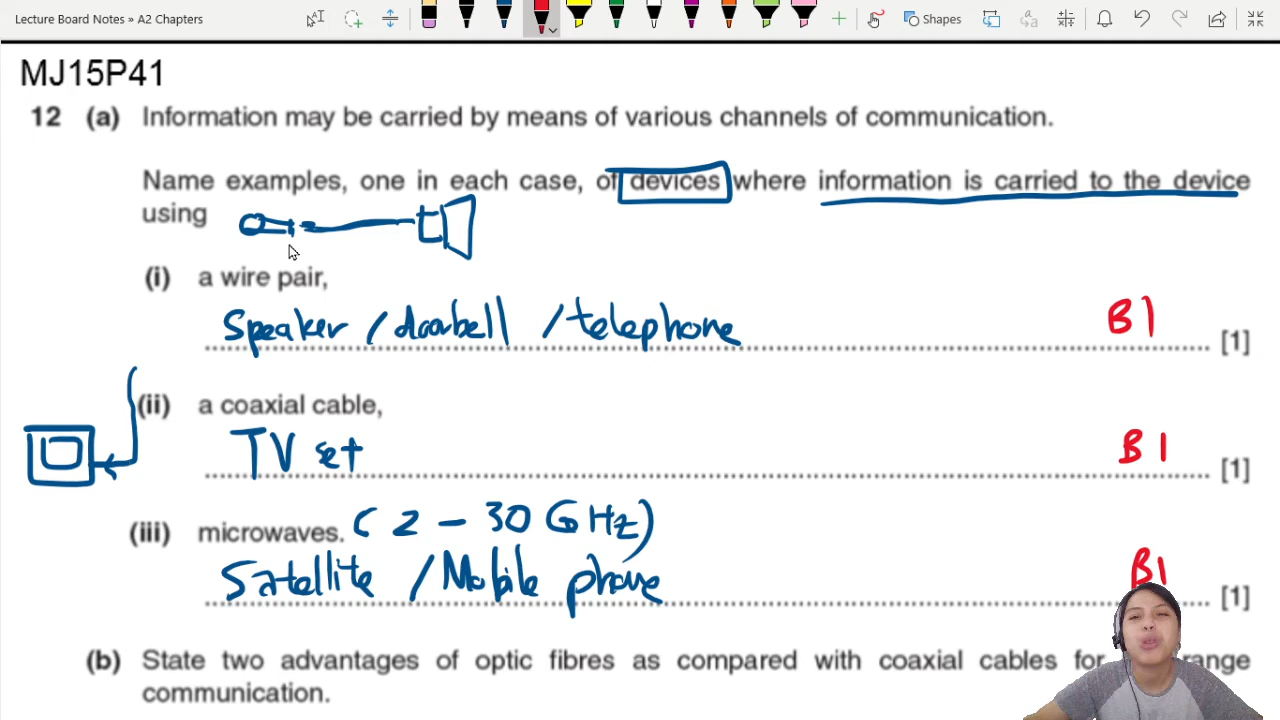 Lecture Board Notes » A2 Chapters
Shapes
MJ15P41
12 (a) Information may be carried by means of various channels of communication.
Name examples, one in each case, of devices where information is carried to the device
using
(i) a wire pair,
Speaker / doorbell / telephone B1
[1]
(ii) a coaxial cable,
TV set B1
[1]
(iii) microwaves. (2 – 30 GHz)
Satellite / Mobile phone B1
[1]
(b) State two advantages of optic fibres as compared with coaxial cables for range
communication.